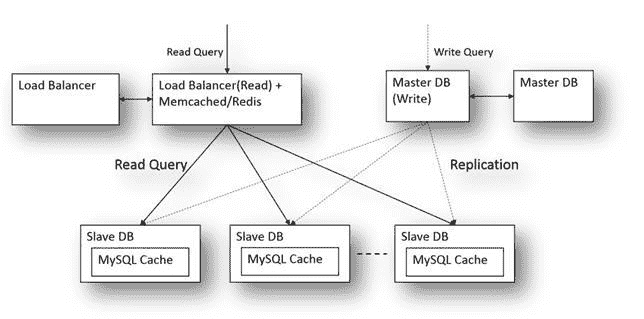 Read Query
Write Query
Load Balancer
Load Balancer(Read) +
Memcached/Redis
Master DB
(Write)
Master DB
Read Query
Replication
Slave DB
MySQL Cache
Slave DB
MySQL Cache
Slave DB
MySQL Cache